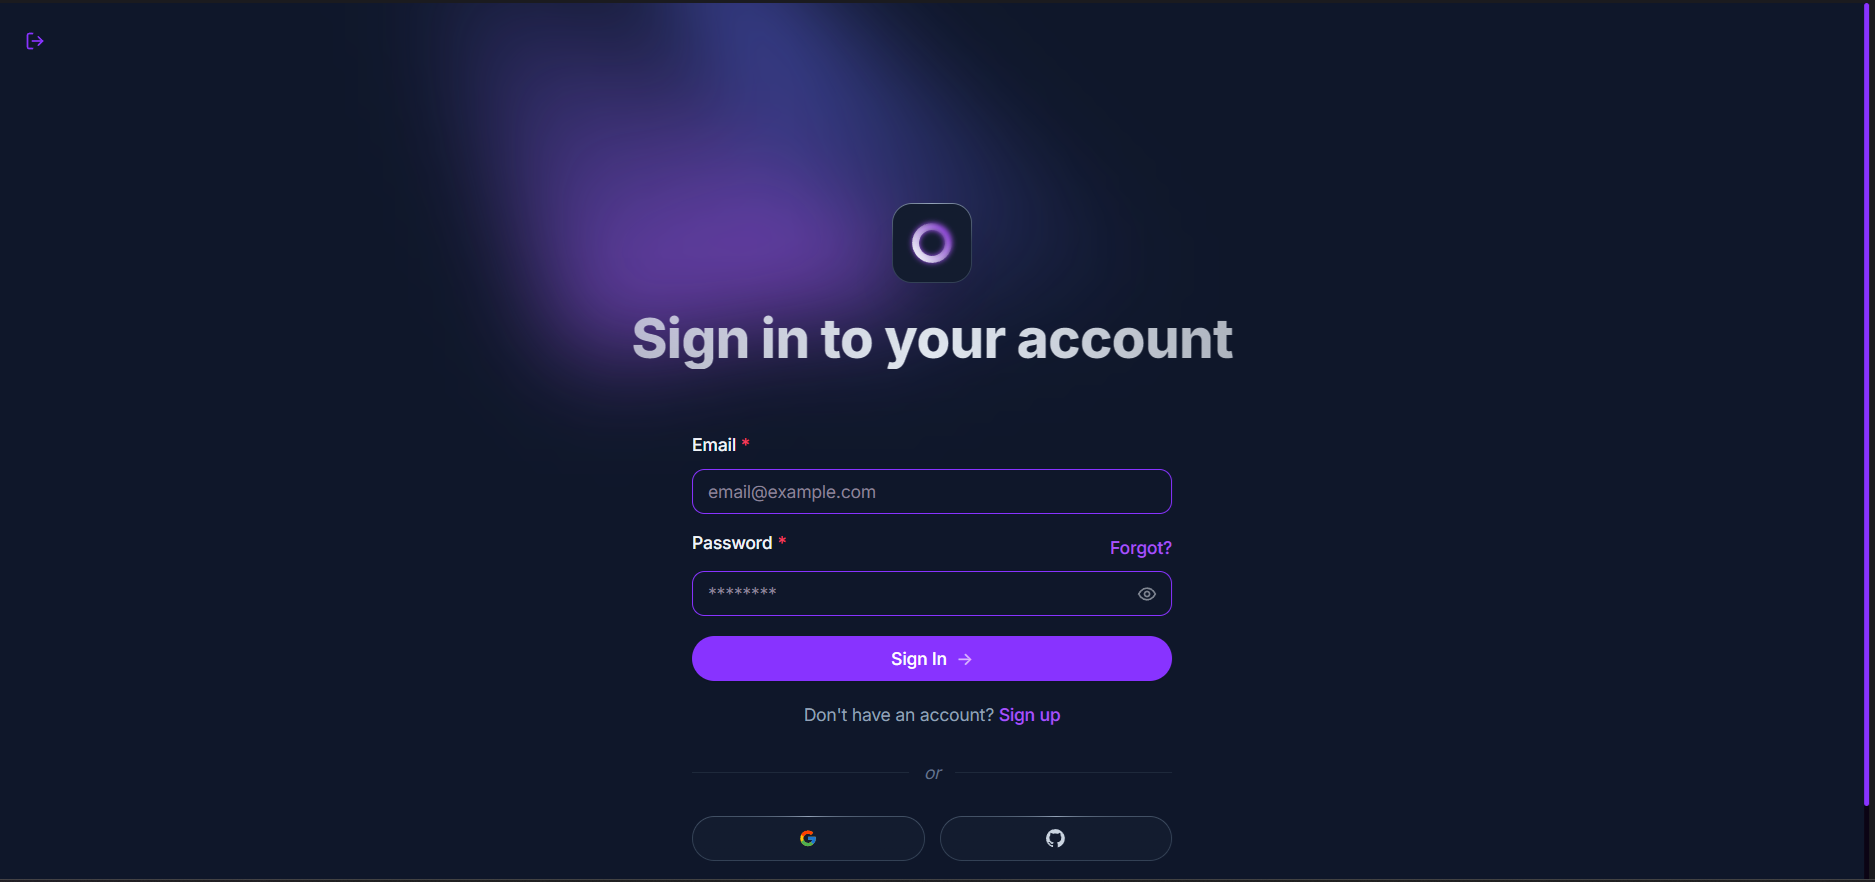 Sign in to your account
Email *
email@example.com
Password *
Forgot?
********
Sign In →
Don't have an account? Sign up
or